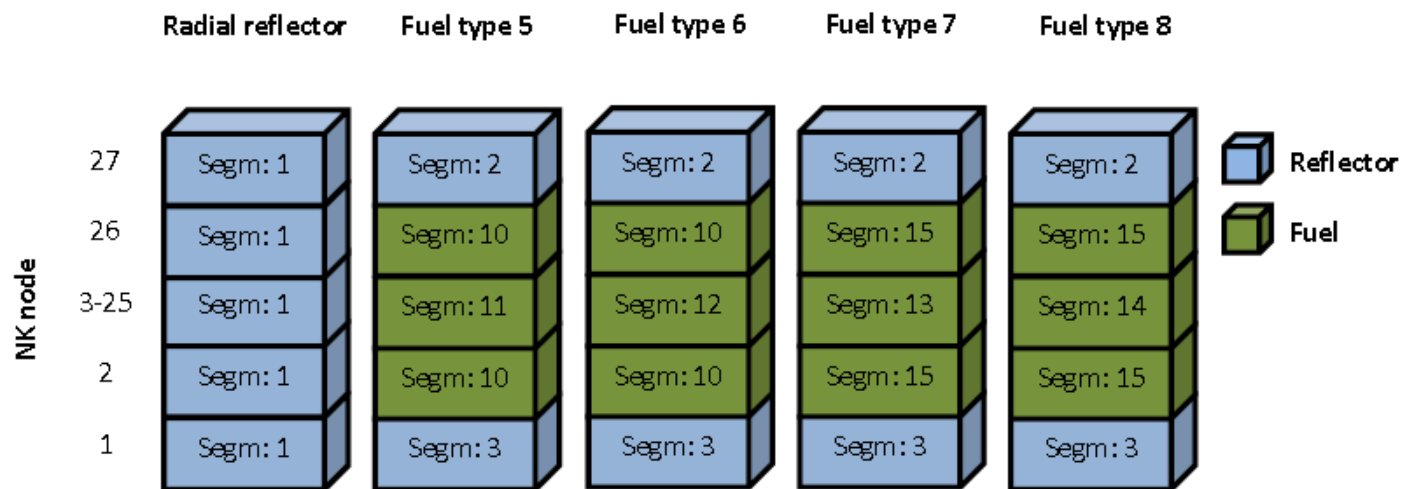 Radial reflector Fuel type 5 Fuel type 6 Fuel type 7 Fuel type 8
27 Segm: 1 Segm: 2 Segm: 2 Segm: 2 Segm: 2 Reflector
26 Segm: 1 Segm: 10 Segm: 10 Segm: 15 Segm: 15 Fuel
NK node
3-25 Segm: 1 Segm: 11 Segm: 12 Segm: 13 Segm: 14
2 Segm: 1 Segm: 10 Segm: 10 Segm: 15 Segm: 15
1 Segm: 1 Segm: 3 Segm: 3 Segm: 3 Segm: 3